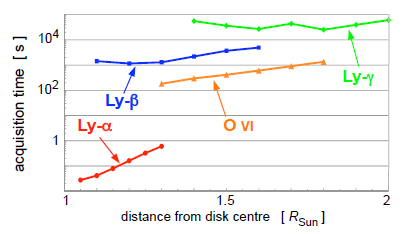 acquisition time [ s ]
10⁴
10²
1
Ly-γ
Ly-β
O VI
Ly-α
1
1.5
2
distance from disk centre [ R_Sun ]